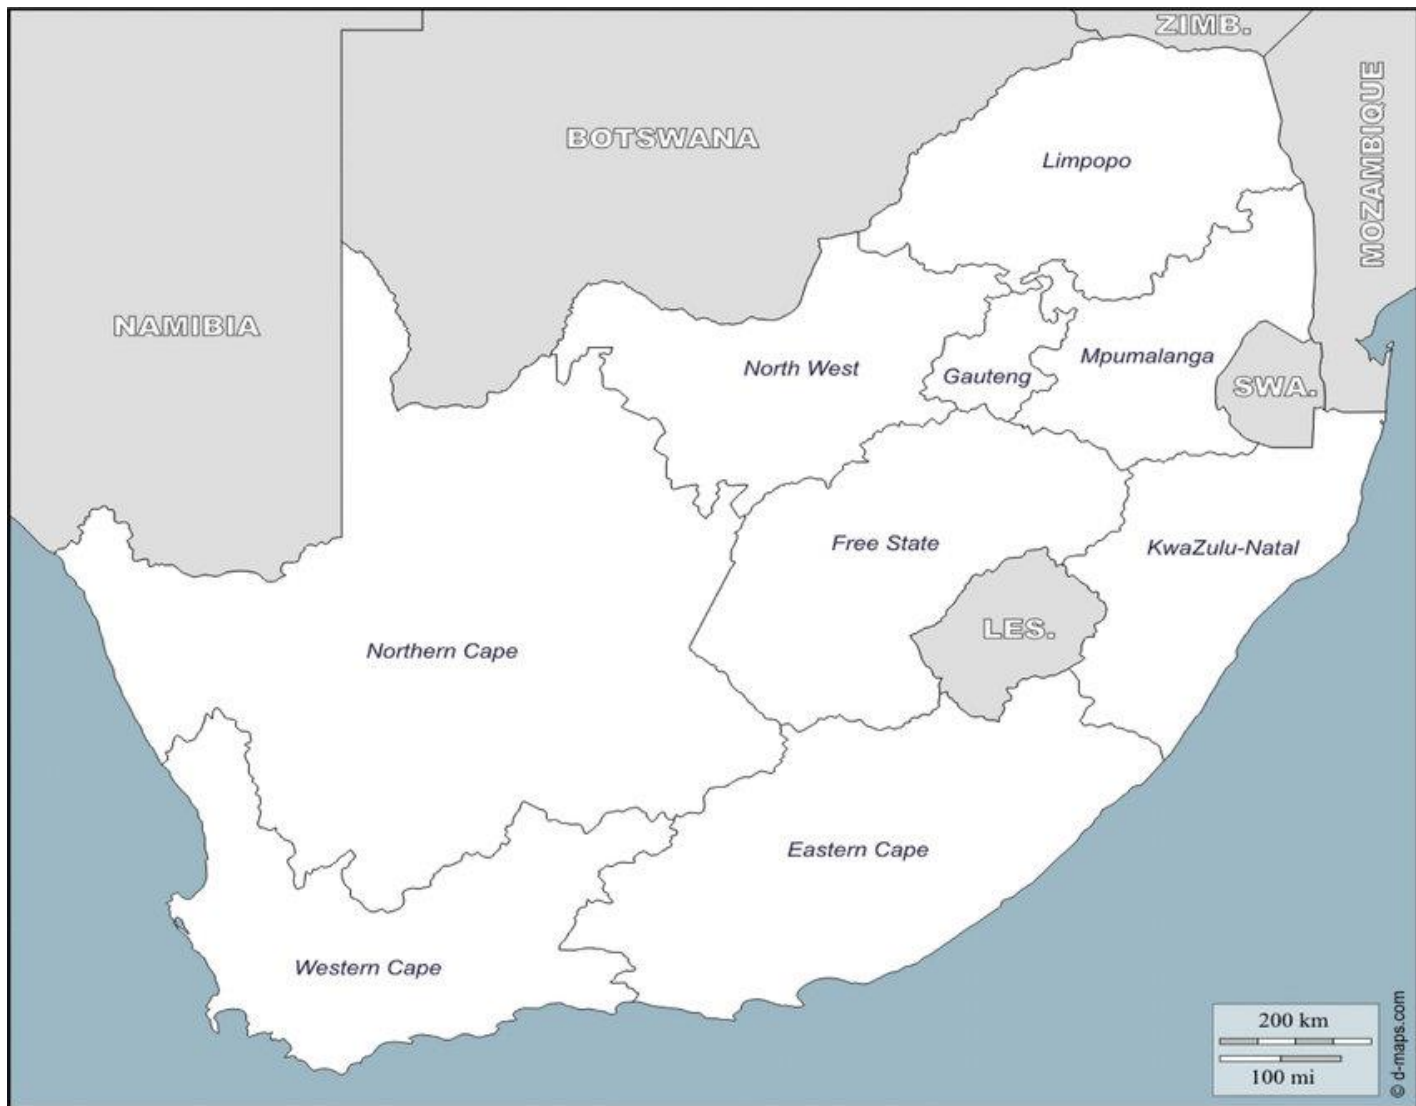 ZIMB.
MOZAMBIQUE
BOTSWANA
Limpopo
NAMIBIA
North West
Gauteng
Mpumalanga
SWA.
Free State
KwaZulu-Natal
LES.
Northern Cape
Eastern Cape
Western Cape
200 km
100 mi
© d-maps.com